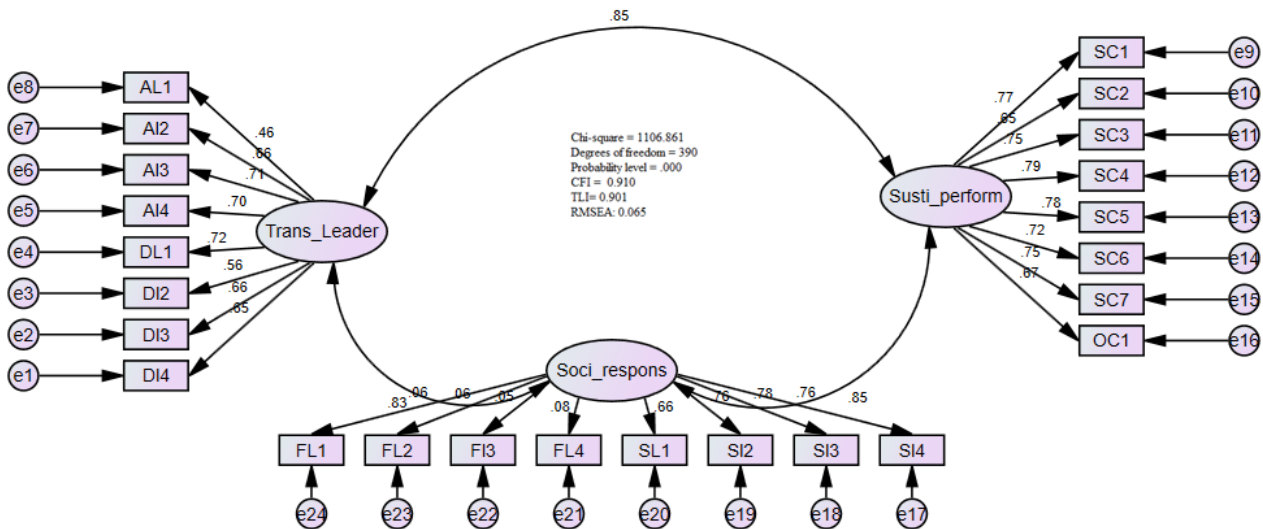 .85
e8 AL1 .46
e7 AI2 .66
e6 AI3 .71
e5 AI4 .70
e4 DL1 .72
e3 DI2 .56
e2 DI3 .66
e1 DI4 .65
Trans_Leader
Chi-square = 1106.861
Degrees of freedom = 390
Probability level = .000
CFI = 0.910
TLI= 0.901
RMSEA: 0.065
Susti_perform
.77 SC1 e9
.65 SC2 e10
.75 SC3 e11
.79 SC4 e12
.78 SC5 e13
.72 SC6 e14
.75 SC7 e15
.67 OC1 e16
Soci_respons
.83 .06 .06 .05 .08 .66 .76 .78 .76 .85
FL1 FL2 FI3 FL4 SL1 SI2 SI3 SI4
e24 e23 e22 e21 e20 e19 e18 e17